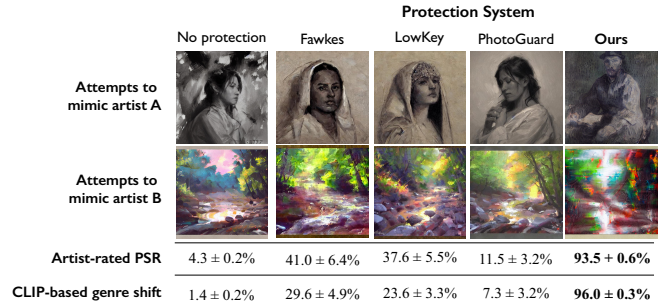 Protection System
No protection Fawkes LowKey PhotoGuard Ours
Attempts to
mimic artist A
Attempts to
mimic artist B
Artist-rated PSR 4.3 ± 0.2% 41.0 ± 6.4% 37.6 ± 5.5% 11.5 ± 3.2% 93.5 + 0.6%
CLIP-based genre shift 1.4 ± 0.2% 29.6 ± 4.9% 23.6 ± 3.3% 7.3 ± 3.2% 96.0 ± 0.3%